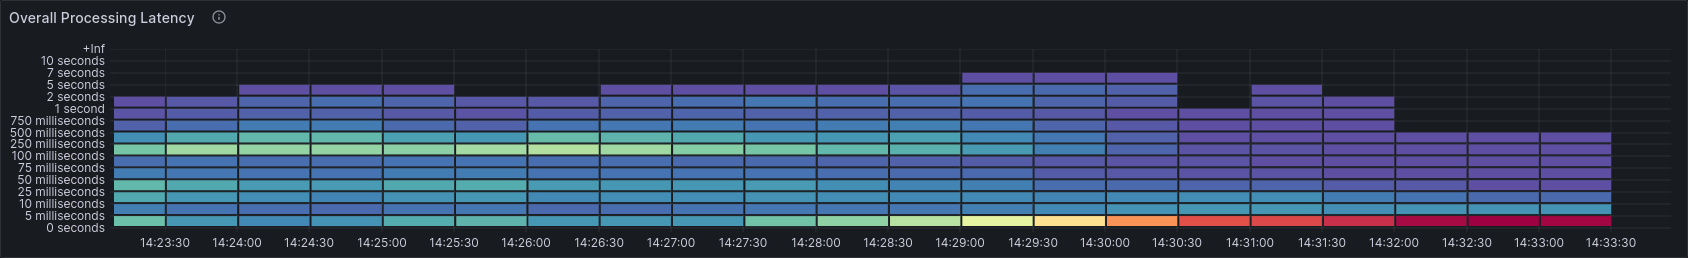 Overall Processing Latency
+Inf
10 seconds
7 seconds
5 seconds
2 seconds
1 second
750 milliseconds
500 milliseconds
250 milliseconds
100 milliseconds
75 milliseconds
50 milliseconds
25 milliseconds
10 milliseconds
5 milliseconds
0 seconds
14:23:30 14:24:00 14:24:30 14:25:00 14:25:30 14:26:00 14:26:30 14:27:00 14:27:30 14:28:00 14:28:30 14:29:00 14:29:30 14:30:00 14:30:30 14:31:00 14:31:30 14:32:00 14:32:30 14:33:00 14:33:30